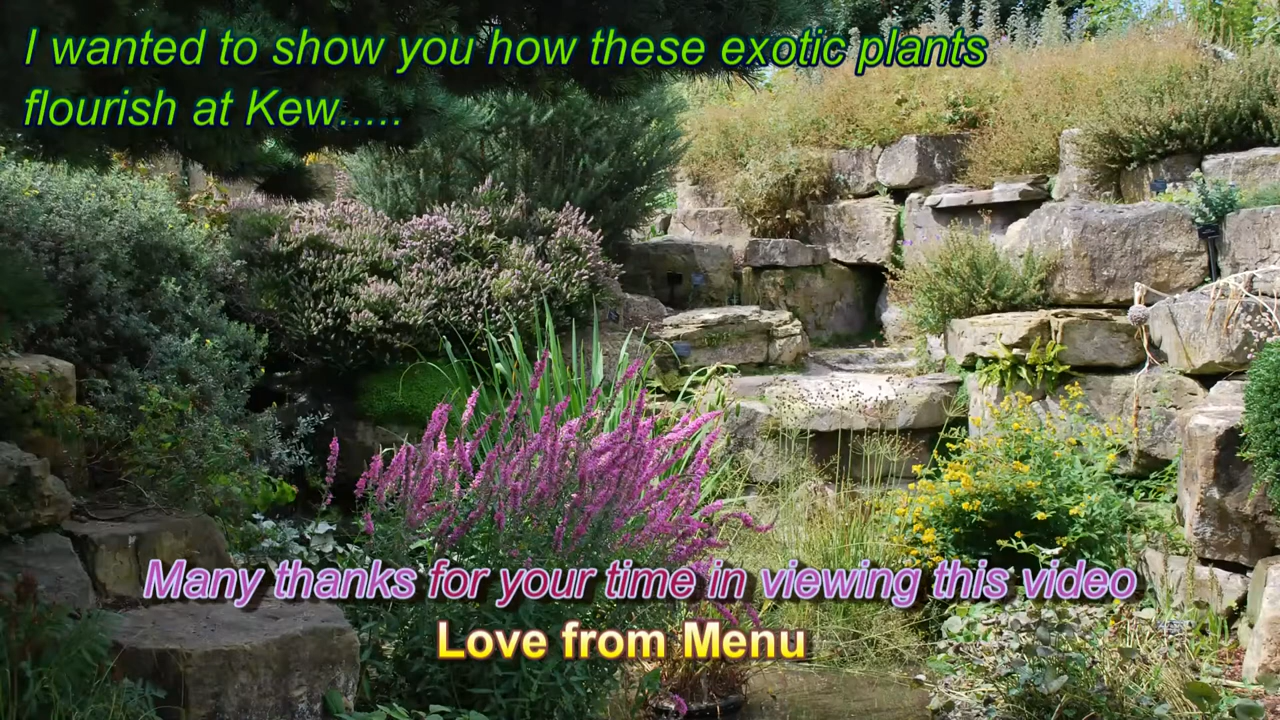 I wanted to show you how these exotic plants
flourish at Kew.....
Many thanks for your time in viewing this video
Love from Menu